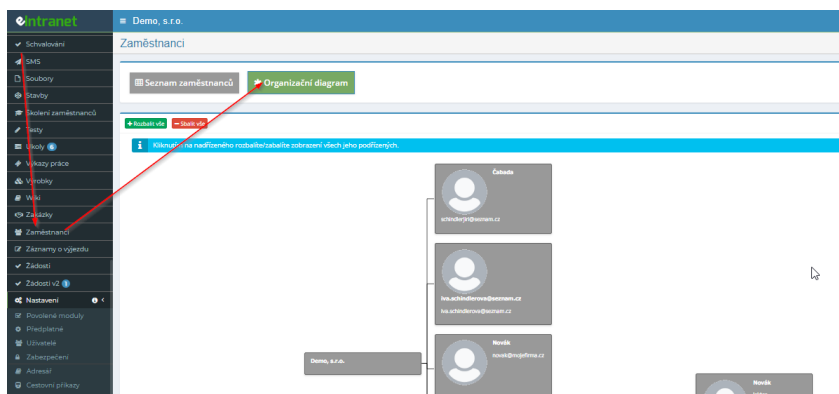 eIntranet
Demo, s.r.o.
Schvalování
SMS
Soubory
Stavby
Školení zaměstnanců
Testy
Úkoly 6
Výkazy práce
Výrobky
Wiki
Zakázky
Zaměstnanci
Záznamy o výjezdu
Žádosti
Žádosti v2 1
Nastavení
Povolené moduly
Předplatné
Uživatelé
Zabezpečení
Adresář
Cestovní příkazy
Zaměstnanci
Seznam zaměstnanců
Organizační diagram
Rozbalit vše
Sbalit vše
Kliknutím na nadřízeného rozbalíte/zabalíte zobrazení všech jeho podřízených.
Čabada
schindlerjiri@seznam.cz
iva.schindlerova@seznam.cz
iva.schindlerova@seznam.cz
Demo, s.r.o.
Novák
novak@mojefirma.cz
Novák